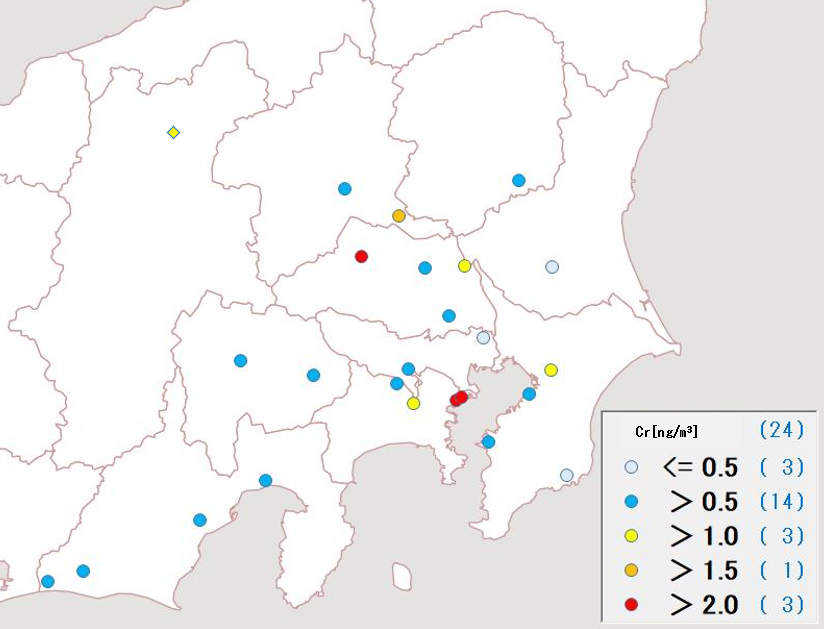 Cr[ng/m³] (24)
<= 0.5 ( 3)
> 0.5 (14)
> 1.0 ( 3)
> 1.5 ( 1)
> 2.0 ( 3)